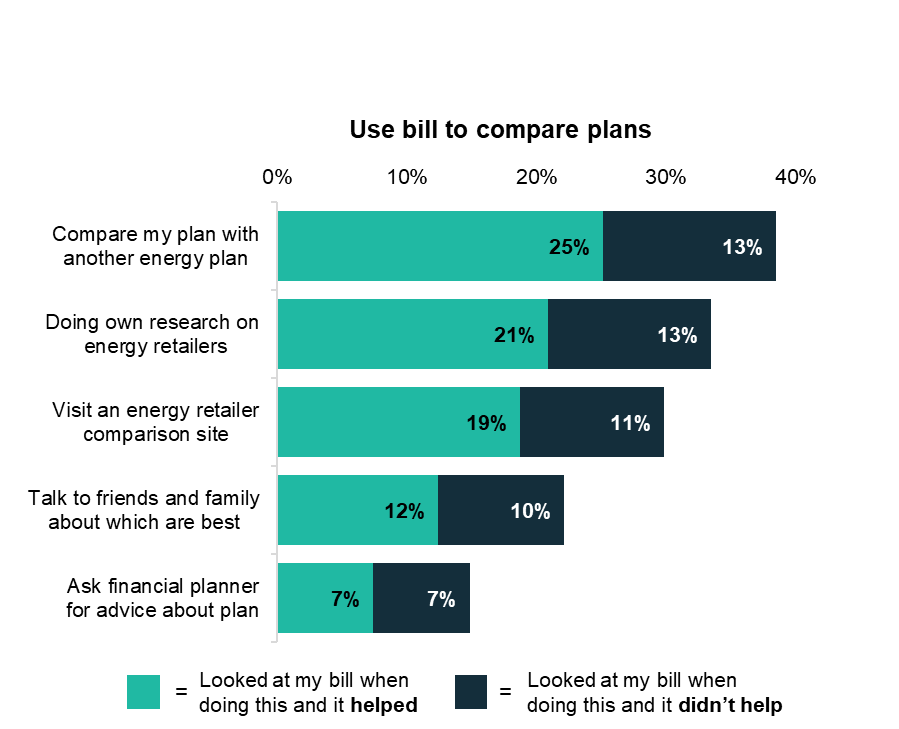 Use bill to compare plans
0% 10% 20% 30% 40%
Compare my plan with
another energy plan
25% 13%
Doing own research on
energy retailers
21% 13%
Visit an energy retailer
comparison site
19% 11%
Talk to friends and family
about which are best
12% 10%
Ask financial planner
for advice about plan
7% 7%
= Looked at my bill when
doing this and it helped
= Looked at my bill when
doing this and it didn’t help